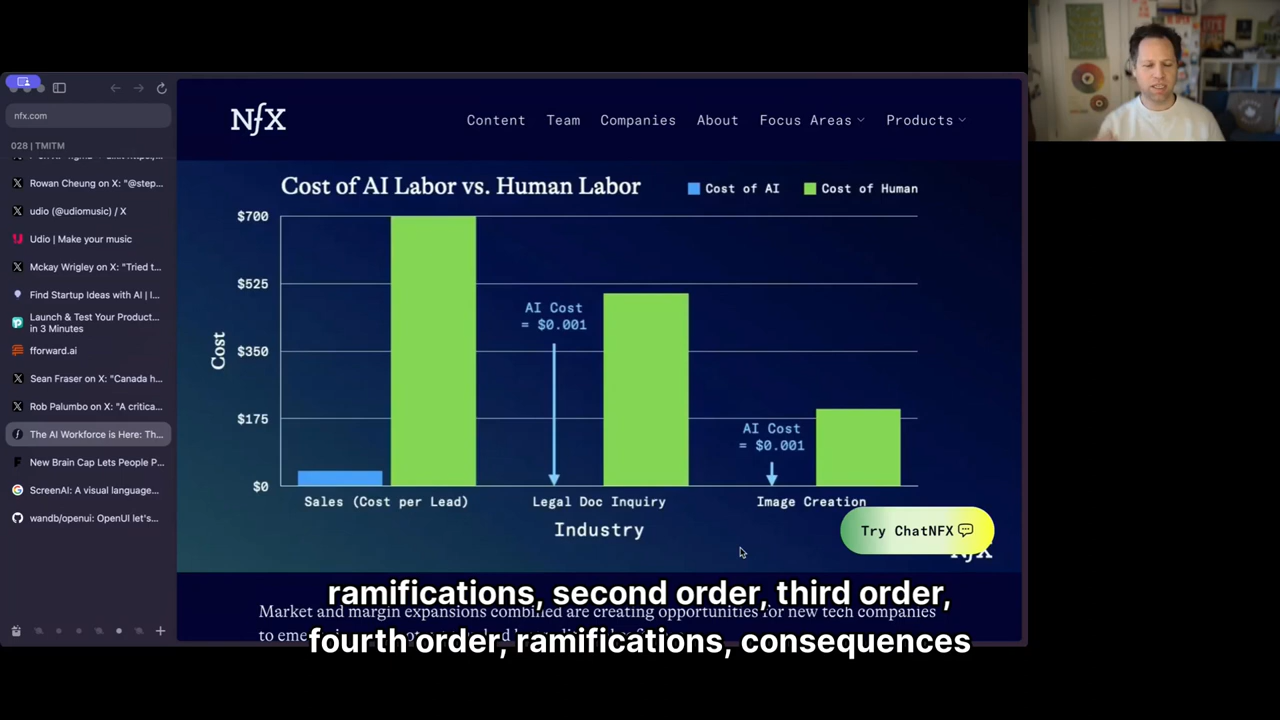 nfx.com
028 | TMITM
Rowan Cheung on X: "@step...
udio (@udiomusic) / X
Udio | Make your music
Mckay Wrigley on X: "Tried t...
Find Startup Ideas with AI | I...
Launch & Test Your Product...
in 3 Minutes
fforward.ai
Sean Fraser on X: "Canada h...
Rob Palumbo on X: "A critica...
The AI Workforce is Here: Th...
New Brain Cap Lets People P...
ScreenAI: A visual language...
wandb/openui: OpenUI let's...
NfX
Content Team Companies About Focus Areas Products
Cost of AI Labor vs. Human Labor
Cost of AI Cost of Human
$700
$525
$350
$175
$0
Cost
AI Cost
= $0.001
AI Cost
= $0.001
Sales (Cost per Lead) Legal Doc Inquiry Image Creation
Industry
Try ChatNFX
NfX
Market and margin expansions combined are creating opportunities for new tech companies
ramifications, second order, third order,
fourth order, ramifications, consequences